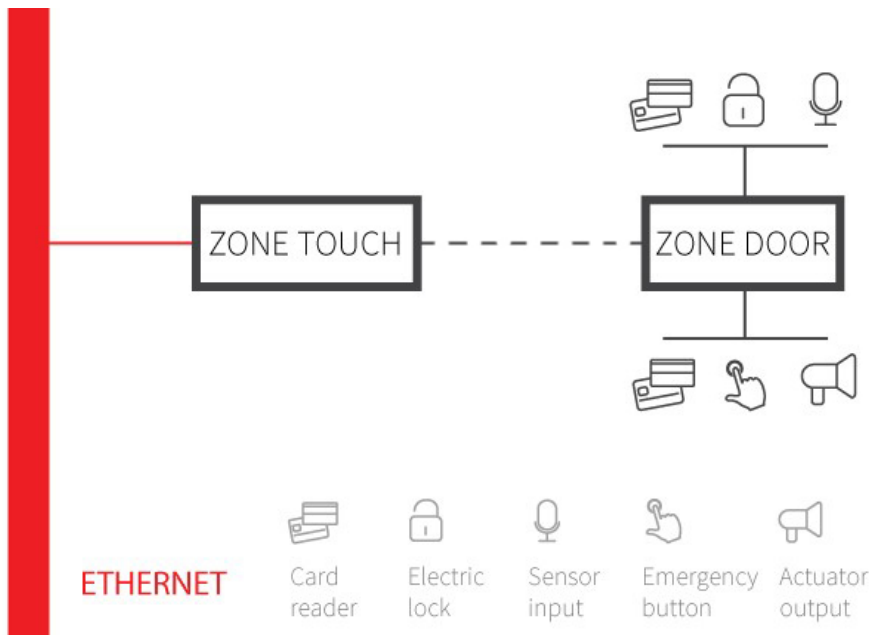 ZONE TOUCH
ZONE DOOR
ETHERNET
Card
reader
Electric
lock
Sensor
input
Emergency
button
Actuator
output